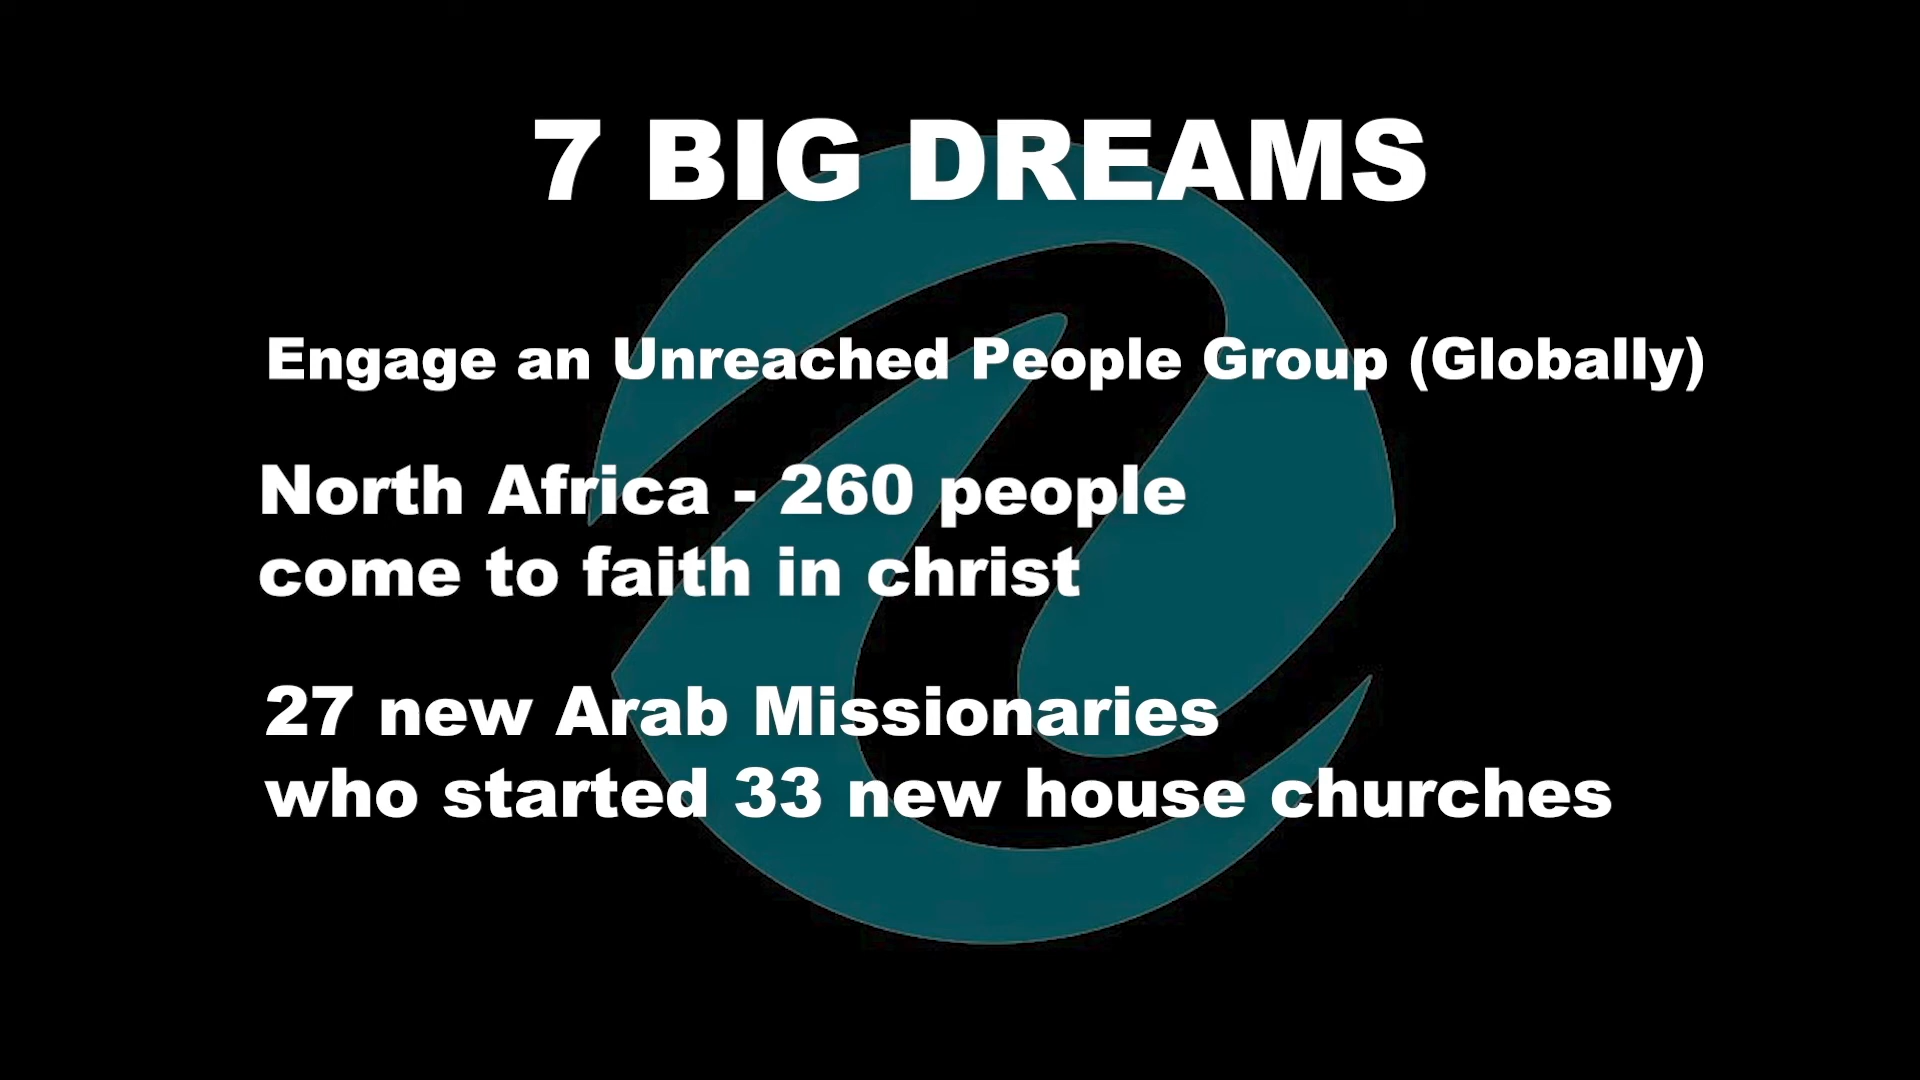 7 BIG DREAMS
Engage an Unreached People Group (Globally)
North Africa - 260 people
come to faith in christ
27 new Arab Missionaries
who started 33 new house churches